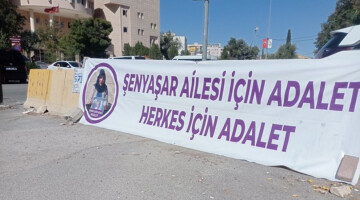 ŞENYAŞAR AİLESİ İÇİN ADALET
HERKES İÇİN ADALET